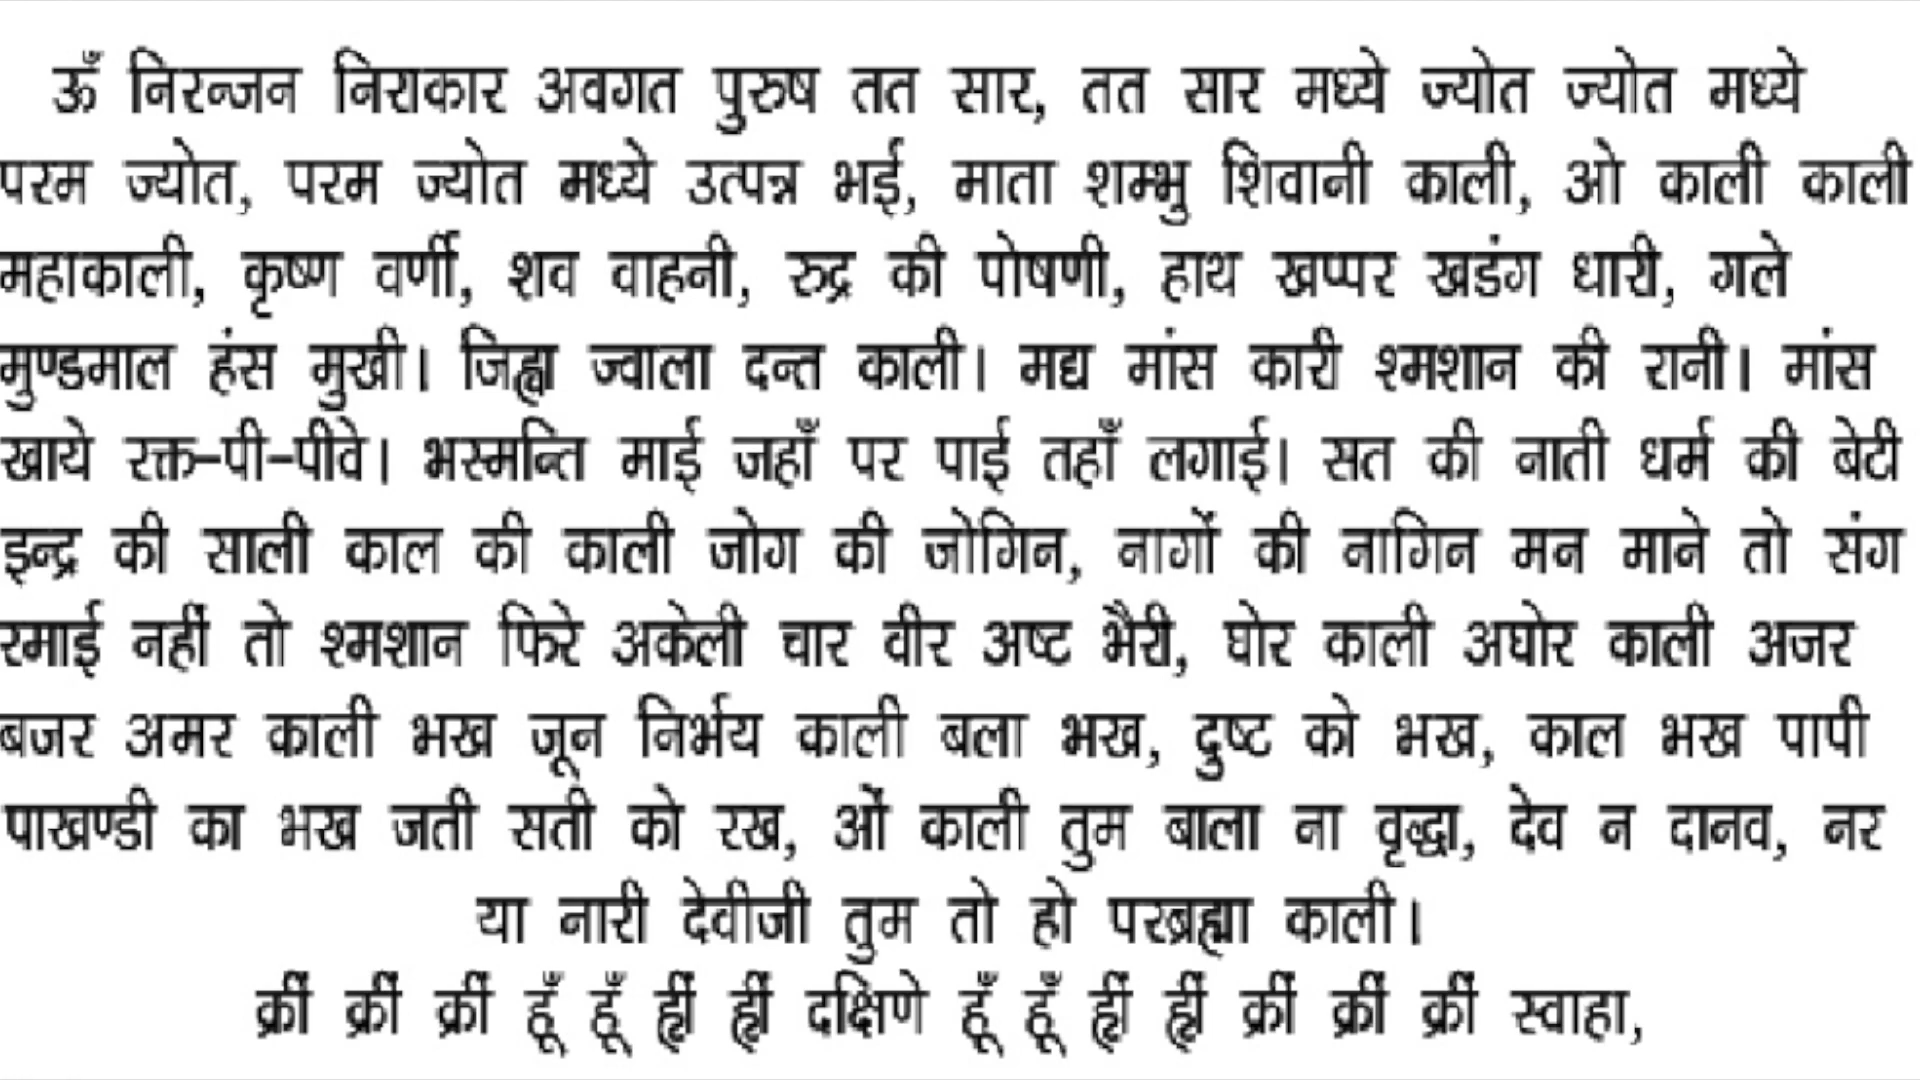 ॐ निरन्जन निराकार अवगत पुरुष तत सार, तत सार मध्ये ज्योत ज्योत मध्ये
परम ज्योत, परम ज्योत मध्ये उत्पन्न भई, माता शम्भु शिवानी काली, ओ काली काली
महाकाली, कृष्ण वर्णी, शव वाहनी, रुद्र की पोषणी, हाथ खप्पर खडंग धारी, गले
मुण्डमाल हंस मुखी। जिह्वा ज्वाला दन्त काली। मद्य मांस कारी श्मशान की रानी। मांस
खाये रक्त-पी-पीवे। भस्मन्ति माई जहाँ पर पाई तहाँ लगाई। सत की नाती धर्म की बेटी
इन्द्र की साली काल की काली जोग की जोगिन, नागों की नागिन मन माने तो संग
रमाई नहीं तो श्मशान फिरे अकेली चार वीर अष्ट भैरी, घोर काली अघोर काली अजर
बजर अमर काली भख जून निर्भय काली बला भख, दुष्ट को भख, काल भख पापी
पाखण्डी का भख जती सती को रख, ओं काली तुम बाला ना वृद्धा, देव न दानव, नर
या नारी देवीजी तुम तो हो परब्रह्मा काली।
क्रीं क्रीं क्रीं हूँ हूँ ह्रीं ह्रीं दक्षिणे हूँ हूँ ह्रीं ह्रीं क्रीं क्रीं क्रीं स्वाहा,